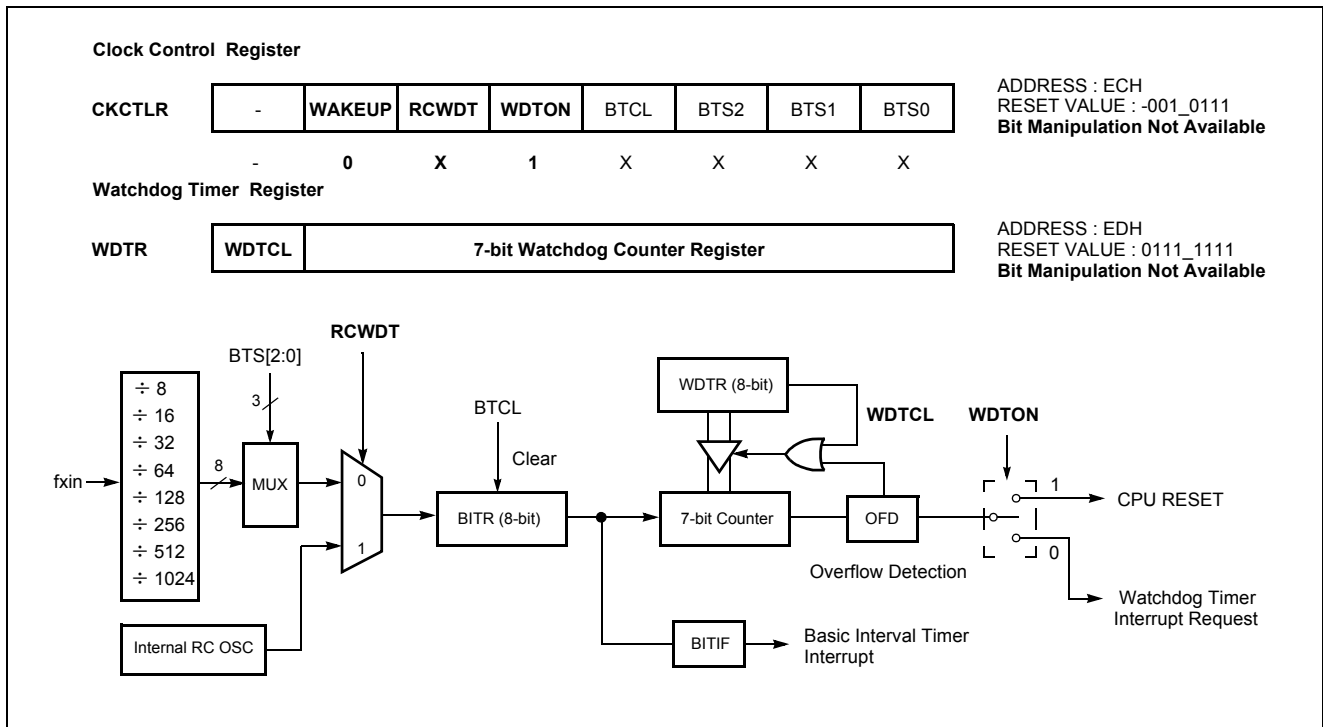 Clock Control Register
CKCTLR
- WAKEUP RCWDT WDTON BTCL BTS2 BTS1 BTS0
ADDRESS : ECH
RESET VALUE : -001_0111
Bit Manipulation Not Available
- 0 X 1 X X X X
Watchdog Timer Register
WDTR
WDTCL 7-bit Watchdog Counter Register
ADDRESS : EDH
RESET VALUE : 0111_1111
Bit Manipulation Not Available
RCWDT
BTS[2:0]
3
÷ 8
÷ 16
÷ 32
÷ 64
÷ 128
÷ 256
÷ 512
÷ 1024
fxin
8
MUX
0
1
Internal RC OSC
BTCL
Clear
BITR (8-bit)
WDTR (8-bit)
WDTCL
WDTON
7-bit Counter
OFD
Overflow Detection
1
CPU RESET
0
Watchdog Timer
Interrupt Request
BITIF
Basic Interval Timer
Interrupt